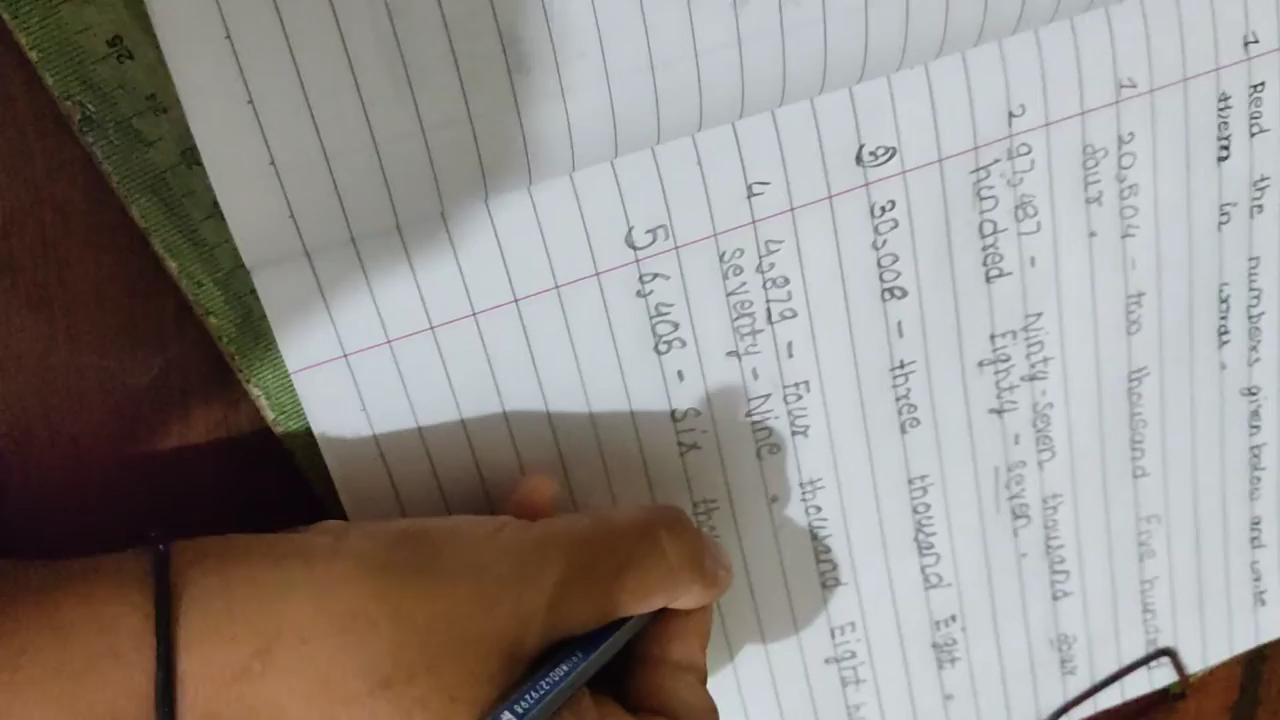 1 Read the numbers given below and write
them in words.
1 20,504 - two thousand Five hundred
four.
2 97,487 - Ninty-seven thousand four
hundred Eighty-seven.
3) 30,008 - three thousand Eight.
4 4,879 - Four thousand Eight
Seventy-Nine.
5 6,406 - Six